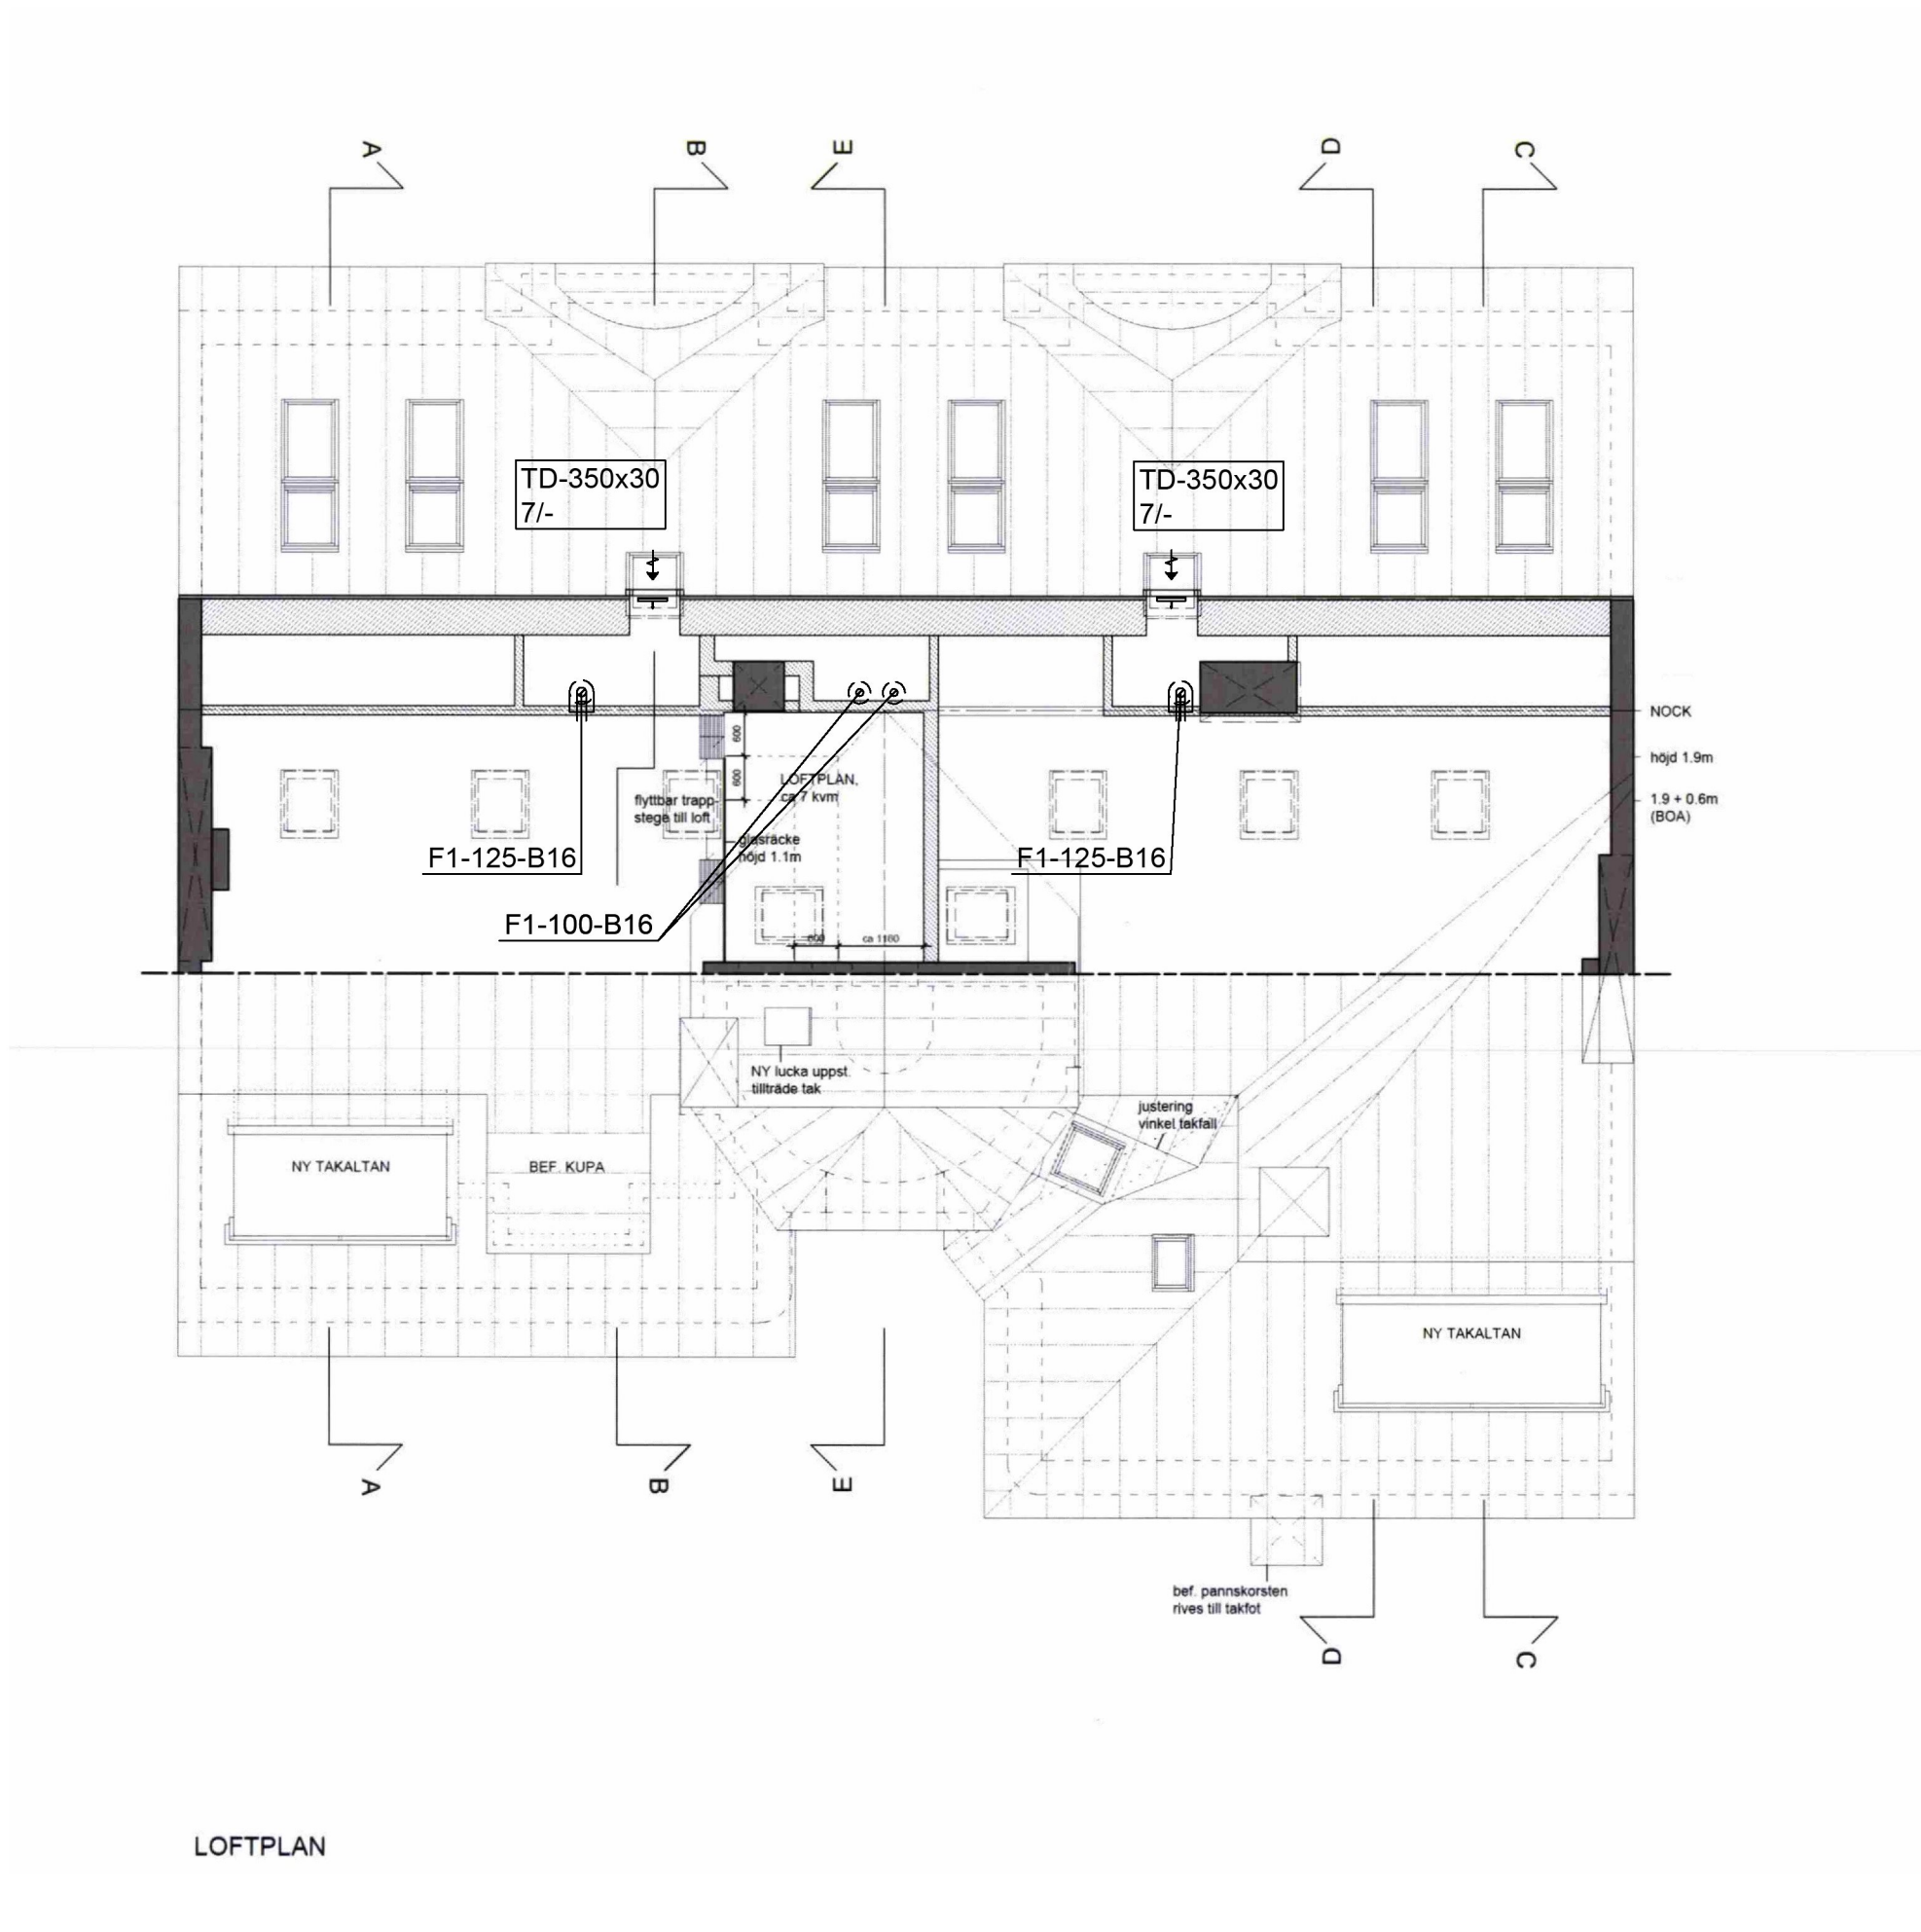 A B E D C
TD-350x30
7/-
TD-350x30
7/-
NOCK
höjd 1.9m
1.9 + 0.6m
(BOA)
600
600
LOFTPLAN,
ca 7 kvm
flyttbar trapp-
stege till loft
glasräcke
höjd 1.1m
F1-125-B16
F1-125-B16
F1-100-B16
600
ca 1160
NY lucka uppst.
tillträde tak
justering
vinkel takfall
NY TAKALTAN
BEF. KUPA
NY TAKALTAN
A B E
bef. pannskorsten
rives till takfot
D C
LOFTPLAN